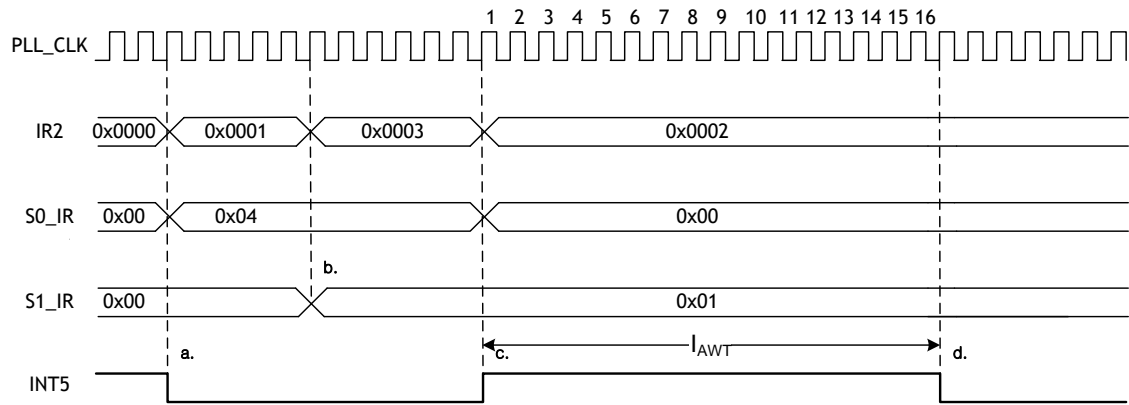 1 2 3 4 5 6 7 8 9 10 11 12 13 14 15 16
PLL_CLK
IR2 0x0000 0x0001 0x0003 0x0002
S0_IR 0x00 0x04 0x00
b.
S1_IR 0x00 0x01
a. c. IAWT d.
INT5